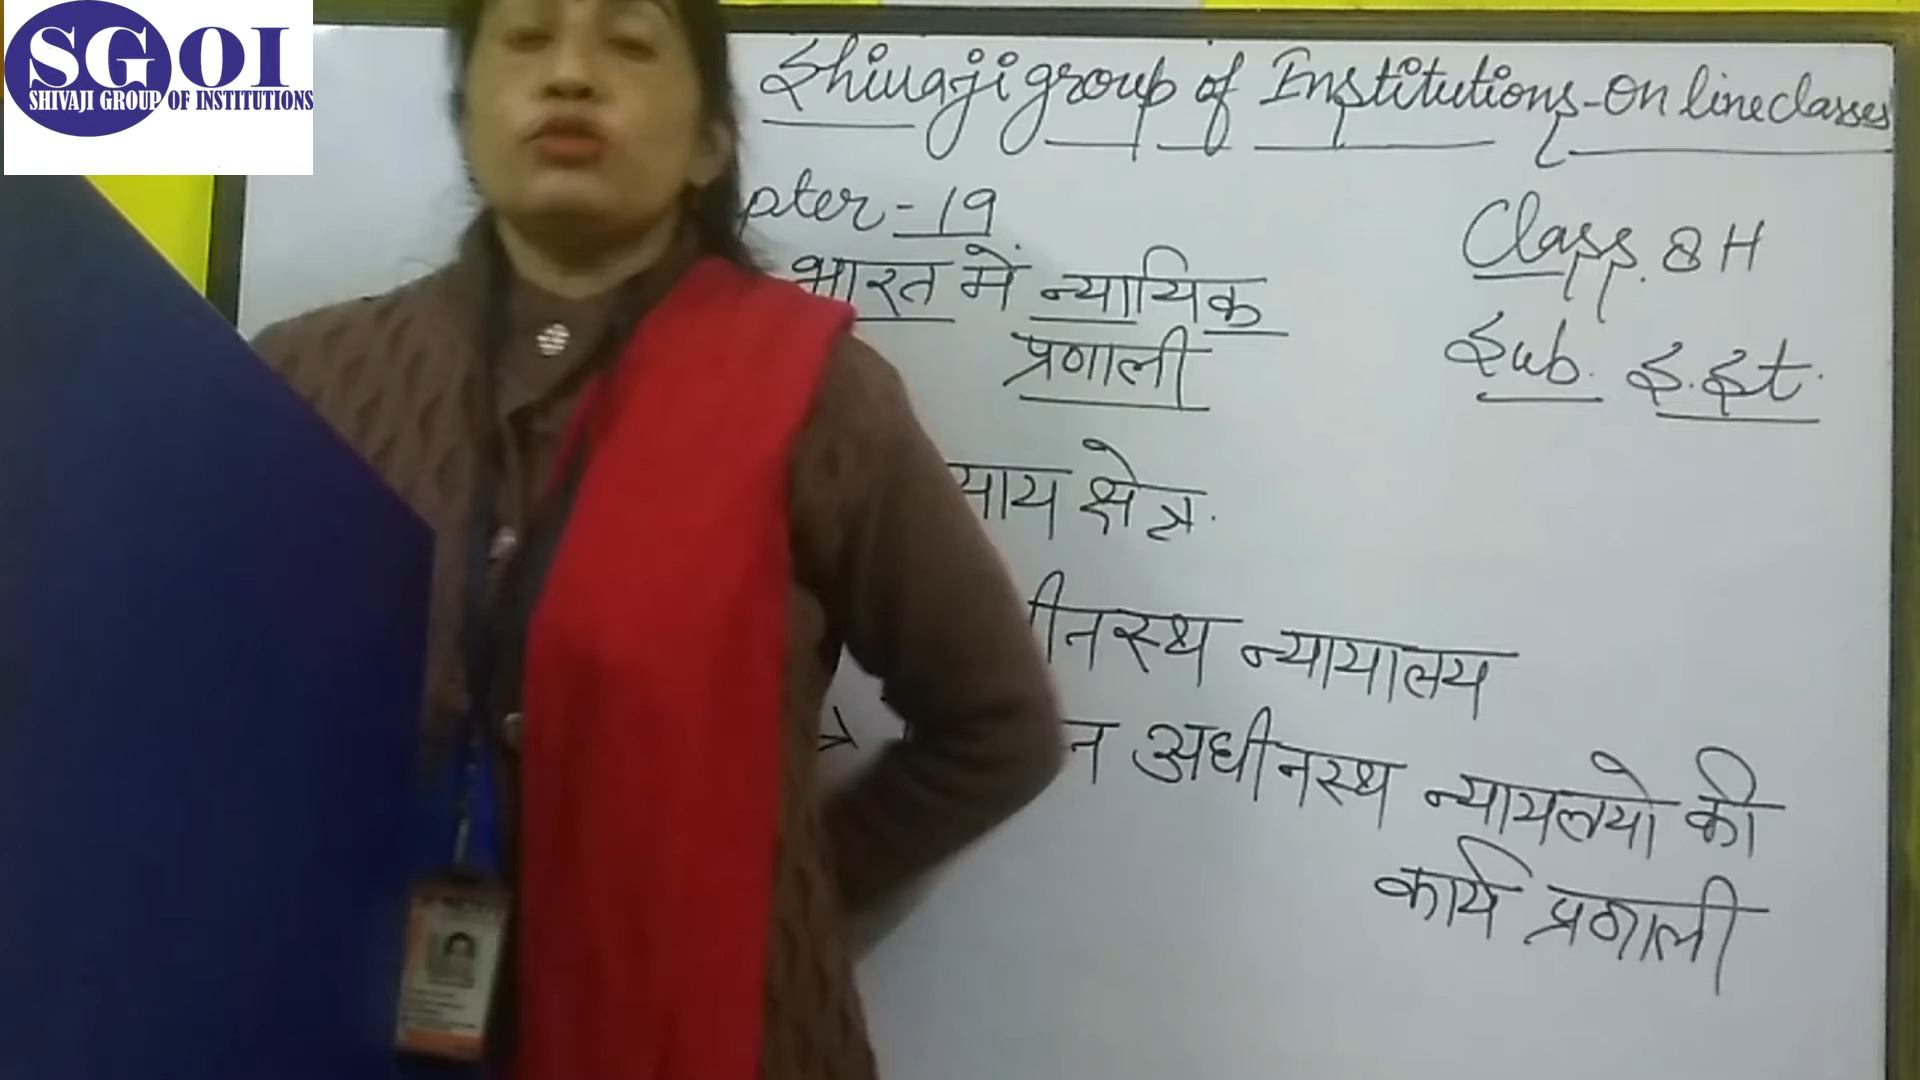 SGOI
SHIVAJI GROUP OF INSTITUTIONS
Shivaji group of Institutions-On line classes
pter-19
Class. 8 H
भारत में न्यायिक
प्रणाली
Sub. S.St.
याय क्षेत्र
ीनस्थ न्यायालय
न अधीनस्थ न्यायलयो की
कार्य प्रणाली